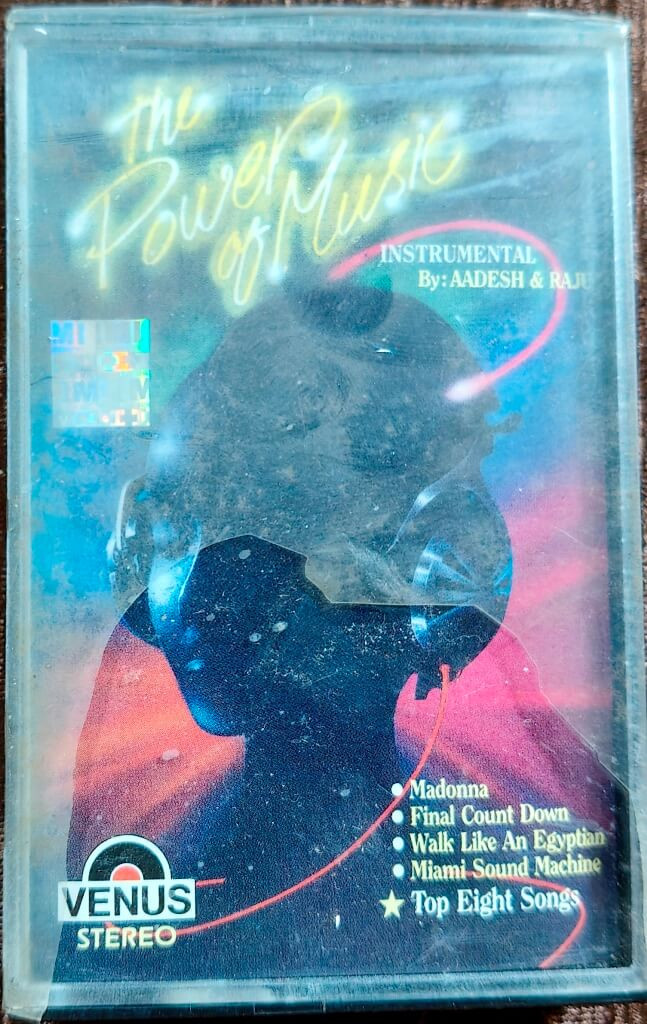 The
Power
of Music
INSTRUMENTAL
By: AADESH & RAJU
• Madonna
• Final Count Down
• Walk Like An Egyptian
• Miami Sound Machine
★ Top Eight Songs
VENUS
STEREO